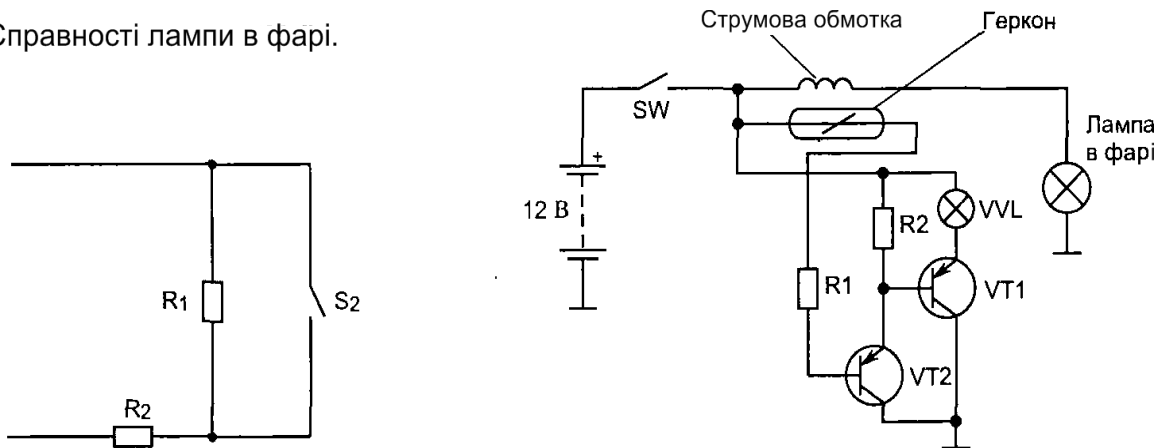 Справності лампи в фарі.
Струмова обмотка
Геркон
SW
Лампа
в фарі
+
12 В
R2
VVL
R1
VT1
VT2
R1
S2
R2